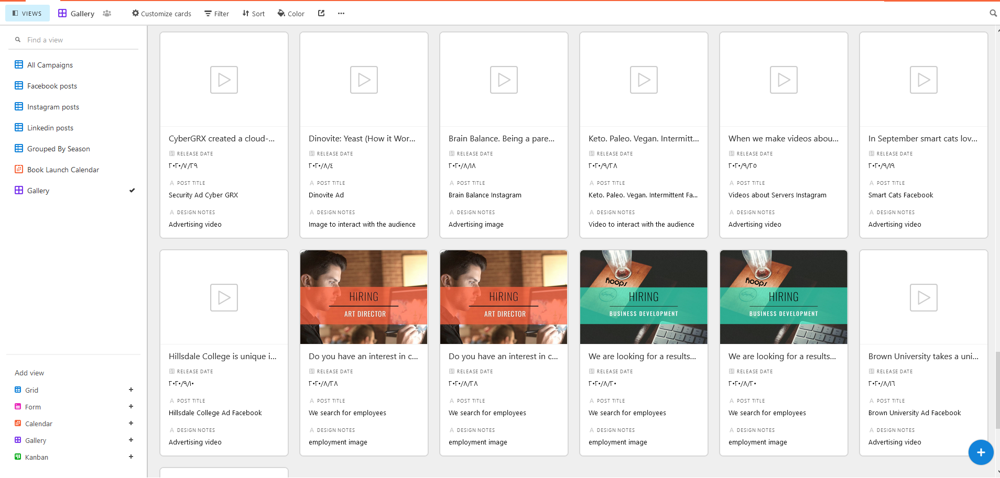 VIEWS
Gallery
Customize cards
Filter
Sort
Color
Find a view
All Campaigns
Facebook posts
Instagram posts
Linkedin posts
Grouped By Season
Book Launch Calendar
Gallery
Add view
Grid
Form
Calendar
Gallery
Kanban
CyberGRX created a cloud-...
RELEASE DATE
٢٠٢٠/٧/٢٩
POST TITLE
Security Ad Cyber GRX
DESIGN NOTES
Advertising video
Dinovite: Yeast (How it Wor...
RELEASE DATE
٢٠٢٠/٨/٤
POST TITLE
Dinovite Ad
DESIGN NOTES
Image to interact with the audience
Brain Balance. Being a pare...
RELEASE DATE
٢٠٢٠/٨/١٨
POST TITLE
Brain Balance Instagram
DESIGN NOTES
Advertising image
Keto. Paleo. Vegan. Intermitt...
RELEASE DATE
٢٠٢٠/٩/٢٨
POST TITLE
Keto. Paleo. Vegan. Intermittent Fa...
DESIGN NOTES
Video to interact with the audience
When we make videos abou...
RELEASE DATE
٢٠٢٠/٩/٢٥
POST TITLE
Videos about Servers Instagram
DESIGN NOTES
Advertising video
In September smart cats lov...
RELEASE DATE
٢٠٢٠/٩/١٩
POST TITLE
Smart Cats Facebook
DESIGN NOTES
Advertising video
Hillsdale College is unique i...
RELEASE DATE
٢٠٢٠/٩/١٠
POST TITLE
Hillsdale College Ad Facebook
DESIGN NOTES
Advertising video
HIRING
ART DIRECTOR
Do you have an interest in c...
RELEASE DATE
٢٠٢٠/٨/٢٨
POST TITLE
We search for employees
DESIGN NOTES
employment image
HIRING
ART DIRECTOR
Do you have an interest in c...
RELEASE DATE
٢٠٢٠/٨/٢٨
POST TITLE
We search for employees
DESIGN NOTES
employment image
hoops
HIRING
BUSINESS DEVELOPMENT
We are looking for a results...
RELEASE DATE
٢٠٢٠/٨/٢٠
POST TITLE
We search for employees
DESIGN NOTES
employment image
hoops
HIRING
BUSINESS DEVELOPMENT
We are looking for a results...
RELEASE DATE
٢٠٢٠/٨/٢٠
POST TITLE
We search for employees
DESIGN NOTES
employment image
Brown University takes a uni...
RELEASE DATE
٢٠٢٠/٨/١٦
POST TITLE
Brown University Ad Facebook
DESIGN NOTES
Advertising video